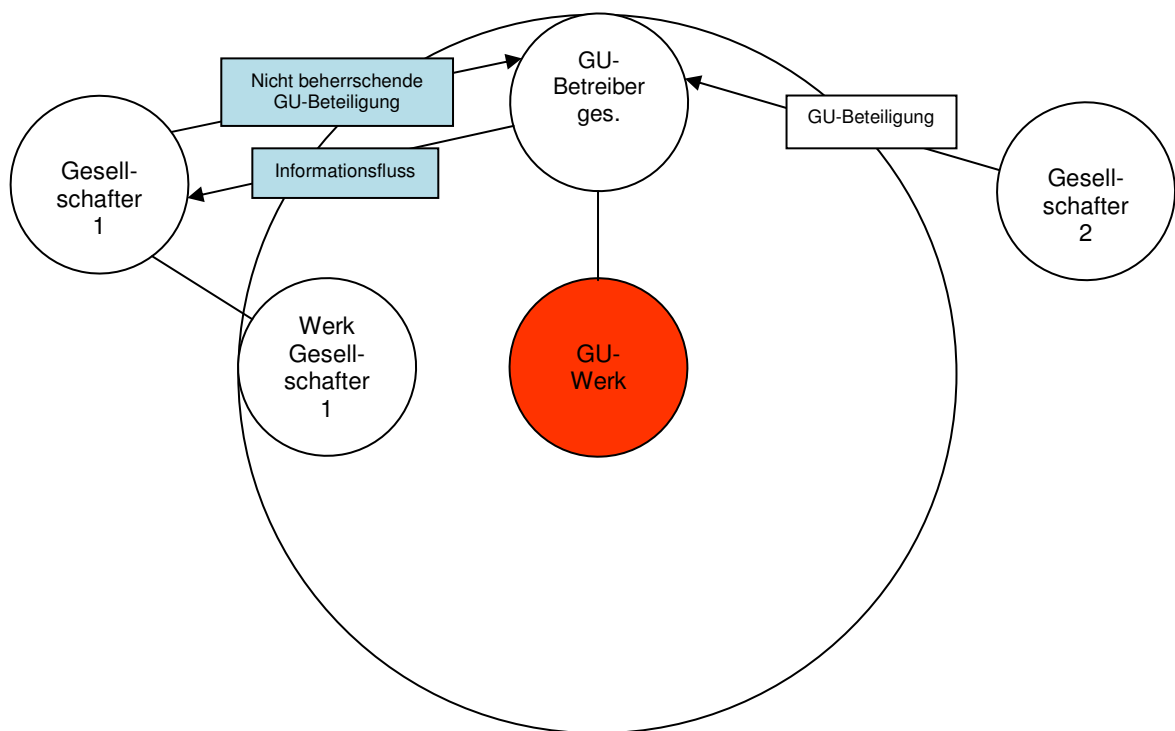 Nicht beherrschende
GU-Beteiligung
GU-
Betreiber
ges.
GU-Beteiligung
Gesell-
schafter
1
Informationsfluss
Gesell-
schafter
2
Werk
Gesell-
schafter
1
GU-
Werk